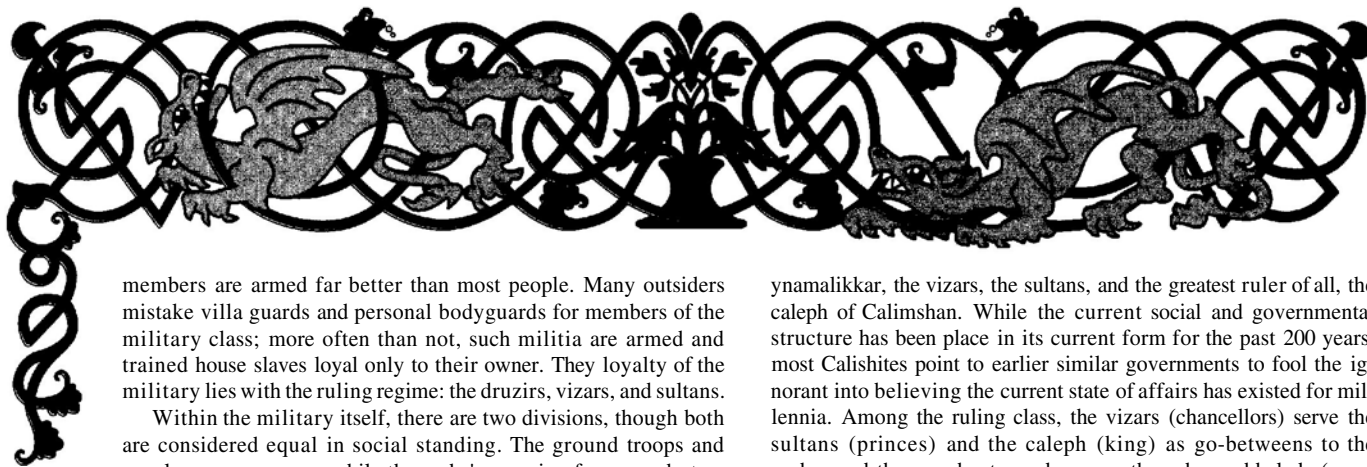 members are armed far better than most people. Many outsiders
mistake villa guards and personal bodyguards for members of the
military class; more often than not, such militia are armed and
trained house slaves loyal only to their owner. They loyalty of the
military lies with the ruling regime: the druzirs, vizars, and sultans.
Within the military itself, there are two divisions, though both
are considered equal in social standing. The ground troops and
ynamalikkar, the vizars, the sultans, and the greatest ruler of all, the
caleph of Calimshan. While the current social and governmenta
structure has been place in its current form for the past 200 years
most Calishites point to earlier similar governments to fool the ig-
norant into believing the current state of affairs has existed for mil-
lennia. Among the ruling class, the vizars (chancellors) serve the
sultans (princes) and the caleph (king) as go-betweens to the